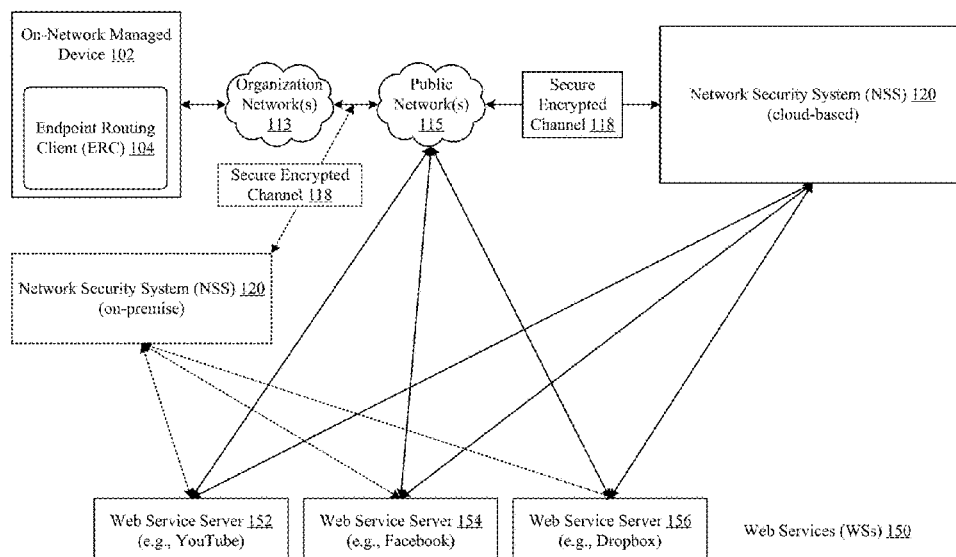 On-Network Managed
Device 102
Endpoint Routing
Client (ERC) 104
Organization
Network(s)
113
Public
Network(s)
115
Secure
Encrypted
Channel 118
Network Security System (NSS) 120
(cloud-based)
Secure Encrypted
Channel 118
Network Security System (NSS) 120
(on-premise)
Web Service Server 152
(e.g., YouTube)
Web Service Server 154
(e.g., Facebook)
Web Service Server 156
(e.g., Dropbox)
Web Services (WSs) 150